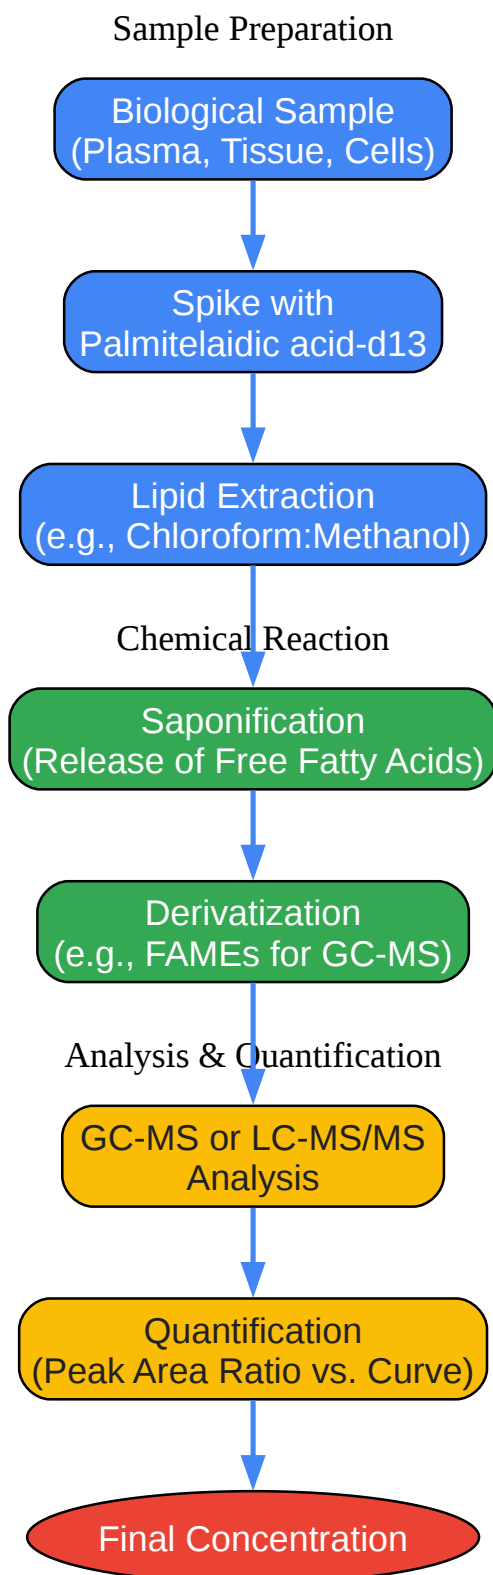 Sample Preparation
Biological Sample
(Plasma, Tissue, Cells)
Spike with
Palmitelaidic acid-d13
Lipid Extraction
(e.g., Chloroform:Methanol)
Chemical Reaction
Saponification
(Release of Free Fatty Acids)
Derivatization
(e.g., FAMEs for GC-MS)
Analysis & Quantification
GC-MS or LC-MS/MS
Analysis
Quantification
(Peak Area Ratio vs. Curve)
Final Concentration